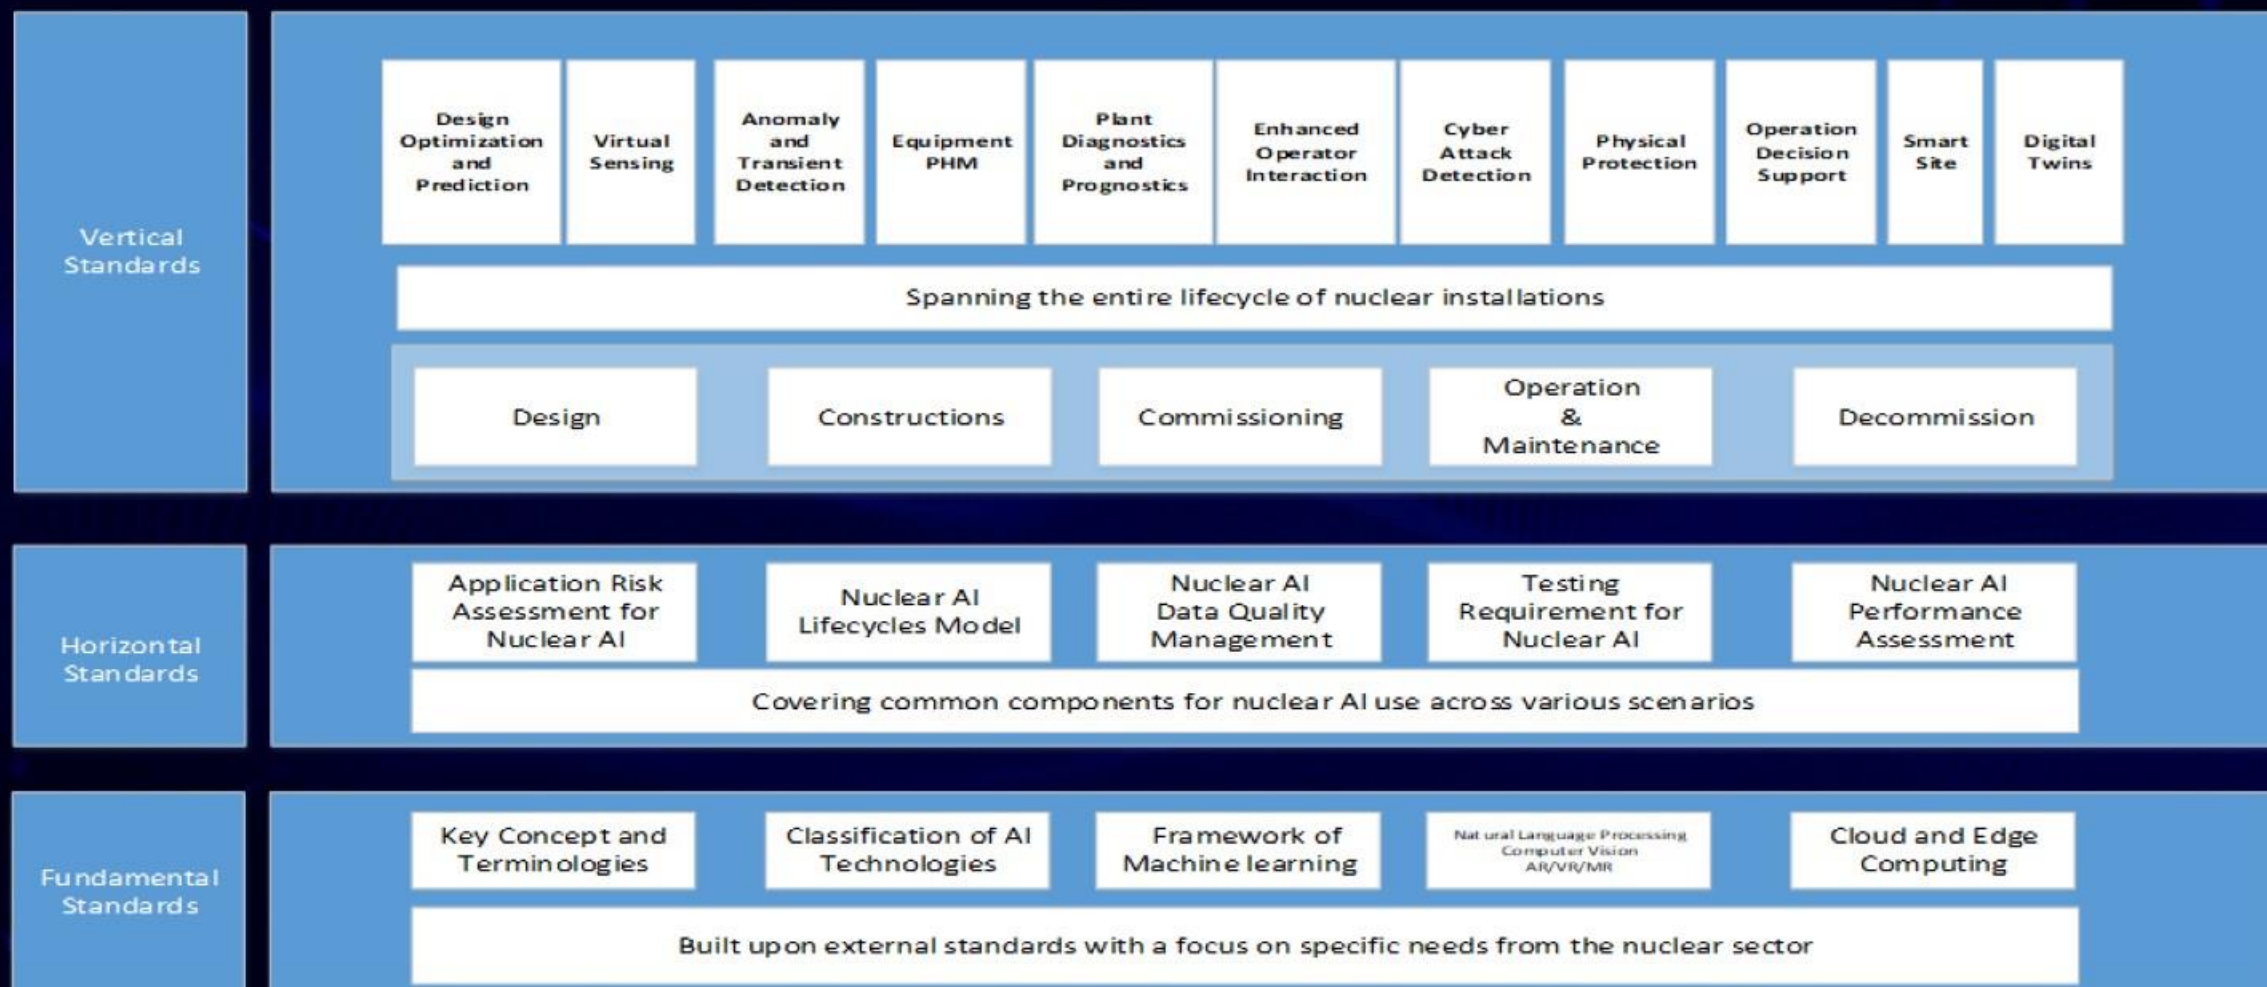 Vertical
Standards
Design
Optimization
and
Prediction
Virtual
Sensing
Anomaly
and
Transient
Detection
Equipment
PHM
Plant
Diagnostics
and
Prognostics
Enhanced
Operator
Interaction
Cyber
Attack
Detection
Physical
Protection
Operation
Decision
Support
Smart
Site
Digital
Twins
Spanning the entire lifecycle of nuclear installations
Design
Constructions
Commissioning
Operation
&
Maintenance
Decommission
Horizontal
Standards
Application Risk
Assessment for
Nuclear AI
Nuclear AI
Lifecycles Model
Nuclear AI
Data Quality
Management
Testing
Requirement for
Nuclear AI
Nuclear AI
Performance
Assessment
Covering common components for nuclear AI use across various scenarios
Fundamental
Standards
Key Concept and
Terminologies
Classification of AI
Technologies
Framework of
Machine learning
Natural Language Processing
Computer Vision
AR/VR/MR
Cloud and Edge
Computing
Built upon external standards with a focus on specific needs from the nuclear sector